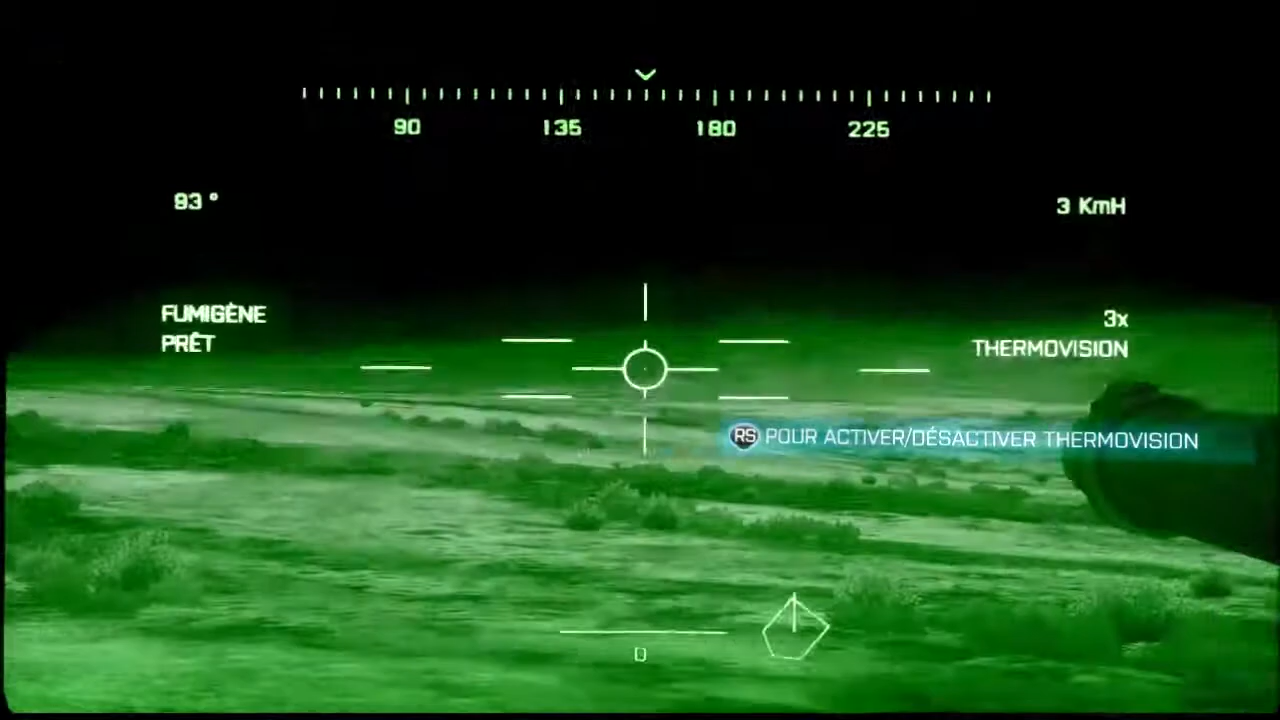 90 135 180 225
93 °
3 KmH
FUMIGÈNE
PRÊT
3x
THERMOVISION
RS POUR ACTIVER/DÉSACTIVER THERMOVISION
0